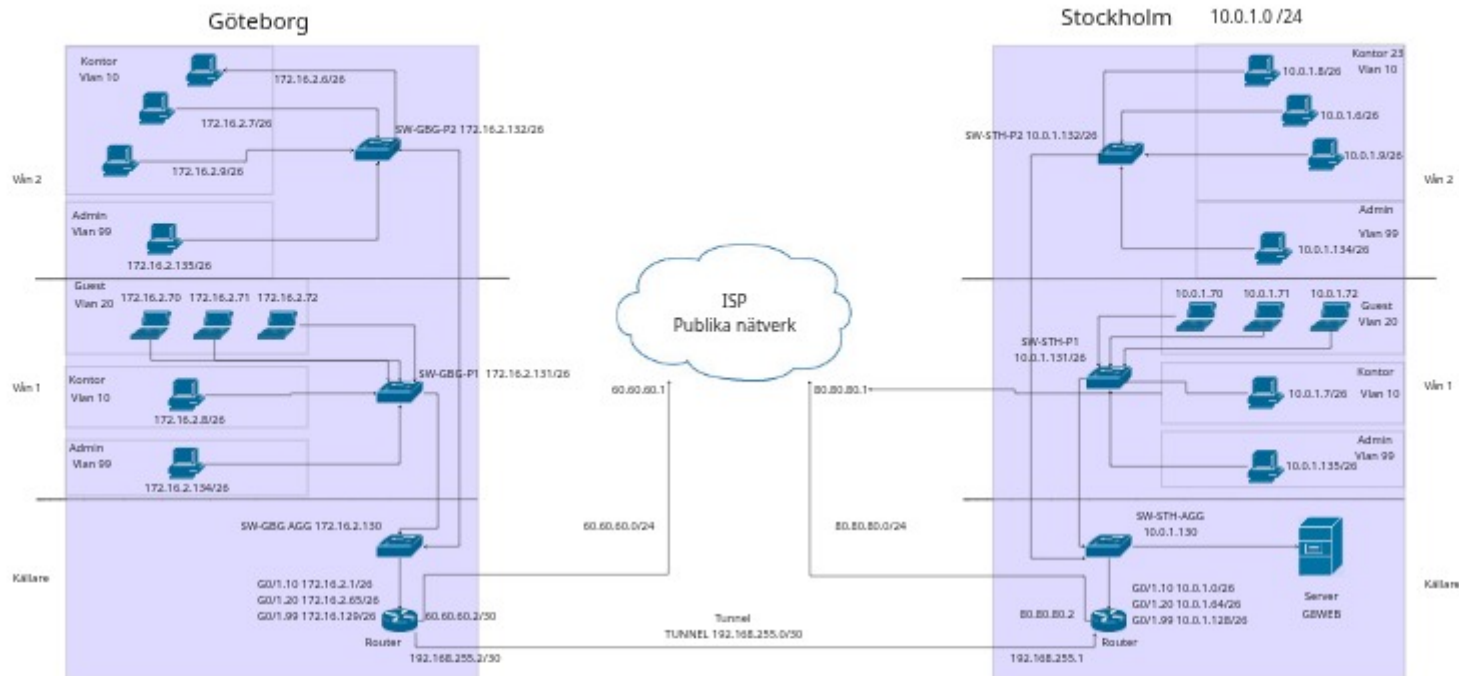 Göteborg
Kontor
Vlan 10
172.16.2.6/26
172.16.2.7/26
172.16.2.9/26
SW-GBG-P2 172.16.2.132/26
Vån 2
Admin
Vlan 99
172.16.2.135/26
Guest
Vlan 20
172.16.2.70
172.16.2.71
172.16.2.72
SW-GBG-P1 172.16.2.131/26
Vån 1
Kontor
Vlan 10
172.16.2.8/26
Admin
Vlan 99
172.16.2.134/26
SW-GBG AGG 172.16.2.130
Källare
G0/1.10 172.16.2.1/26
G0/1.20 172.16.2.65/26
G0/1.99 172.16.129/26
Router
60.60.60.2/30
192.168.255.2/30
ISP
Publika nätverk
60.60.60.1
80.80.80.1
60.60.60.0/24
80.80.80.0/24
Tunnel
TUNNEL 192.168.255.0/30
Stockholm 10.0.1.0 /24
Kontor 23
Vlan 10
10.0.1.8/26
10.0.1.6/26
10.0.1.9/26
SW-STH-P2 10.0.1.132/26
Vån 2
Admin
Vlan 99
10.0.1.134/26
10.0.1.70
10.0.1.71
10.0.1.72
Guest
Vlan 20
SW-STH-P1
10.0.1.131/26
Vån 1
Kontor
Vlan 10
10.0.1.7/26
Admin
Vlan 99
10.0.1.135/26
SW-STH-AGG
10.0.1.130
Server
GBWEB
Källare
G0/1.10 10.0.1.0/26
G0/1.20 10.0.1.64/26
G0/1.99 10.0.1.128/26
80.80.80.2
Router
192.168.255.1